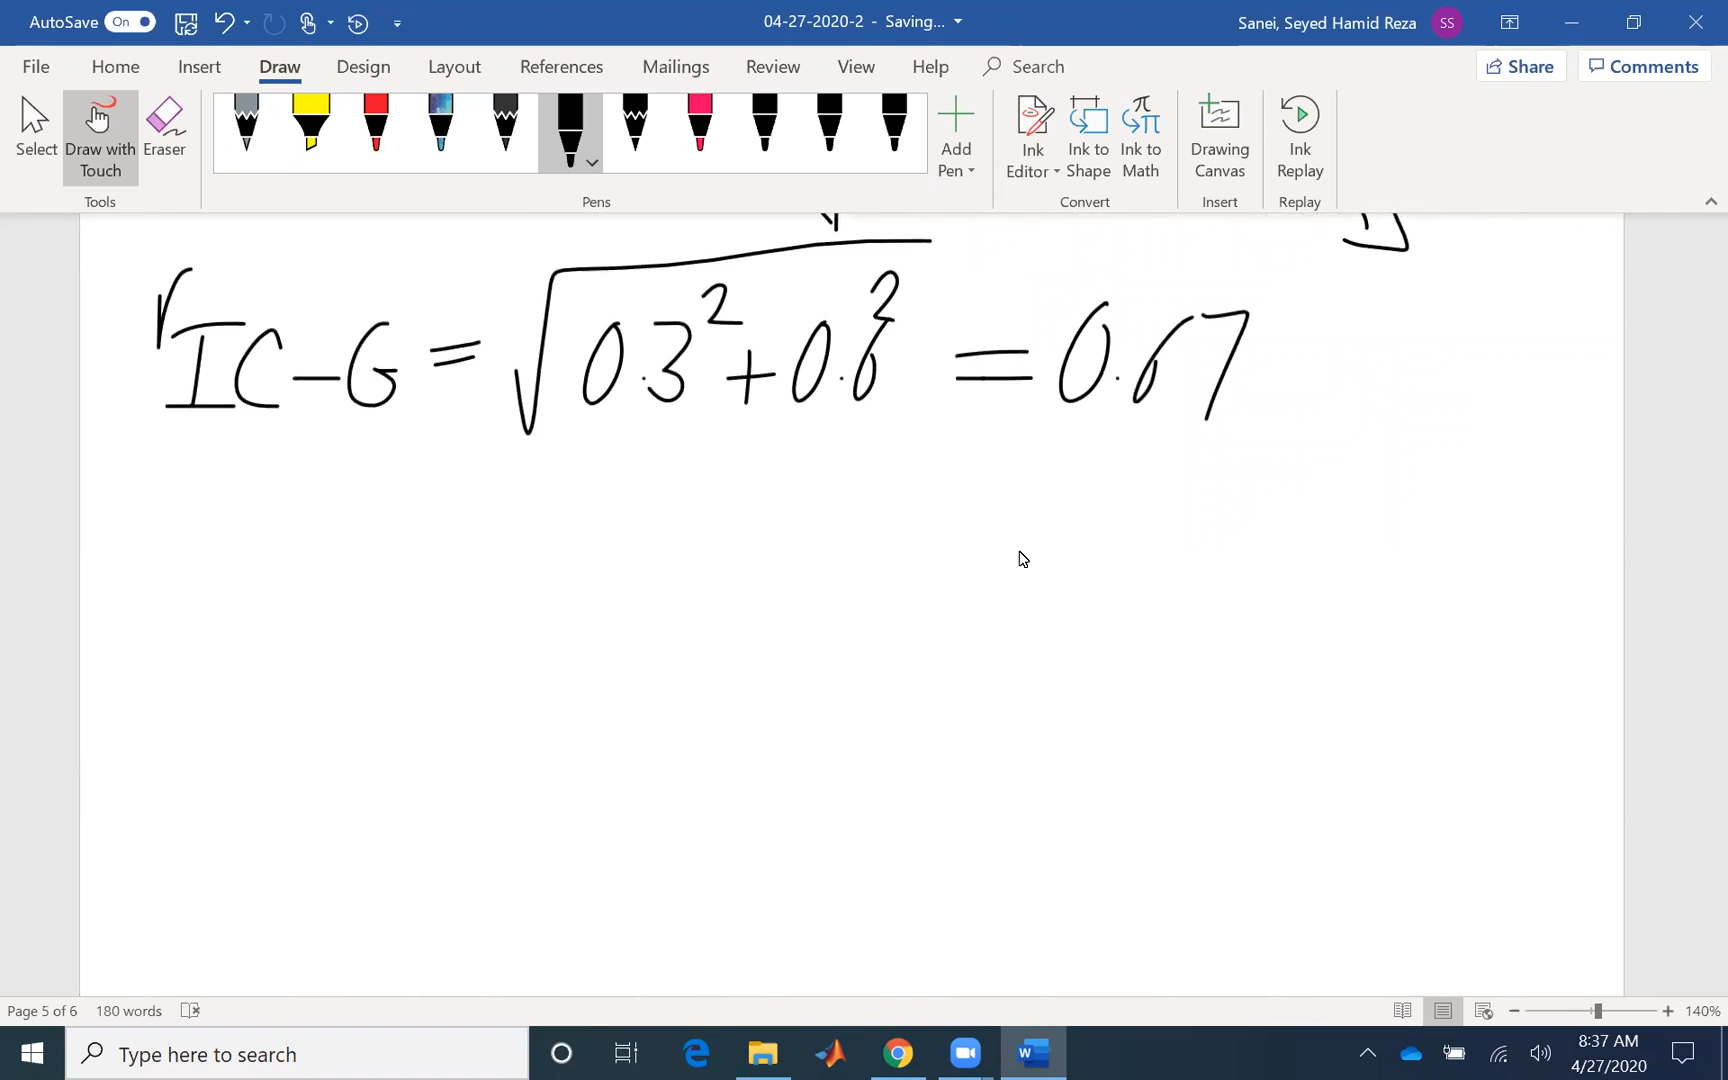 AutoSave On 04-27-2020-2 - Saving... Sanei, Seyed Hamid Reza SS
File Home Insert Draw Design Layout References Mailings Review View Help Search Share Comments
Select Draw with Touch Eraser Add Pen Ink Editor Ink to Shape Ink to Math Drawing Canvas Ink Replay
Tools Pens Convert Insert Replay
r IC-G = √0.3² + 0.6² = 0.67
Page 5 of 6 180 words 140%
Type here to search 8:37 AM
4/27/2020